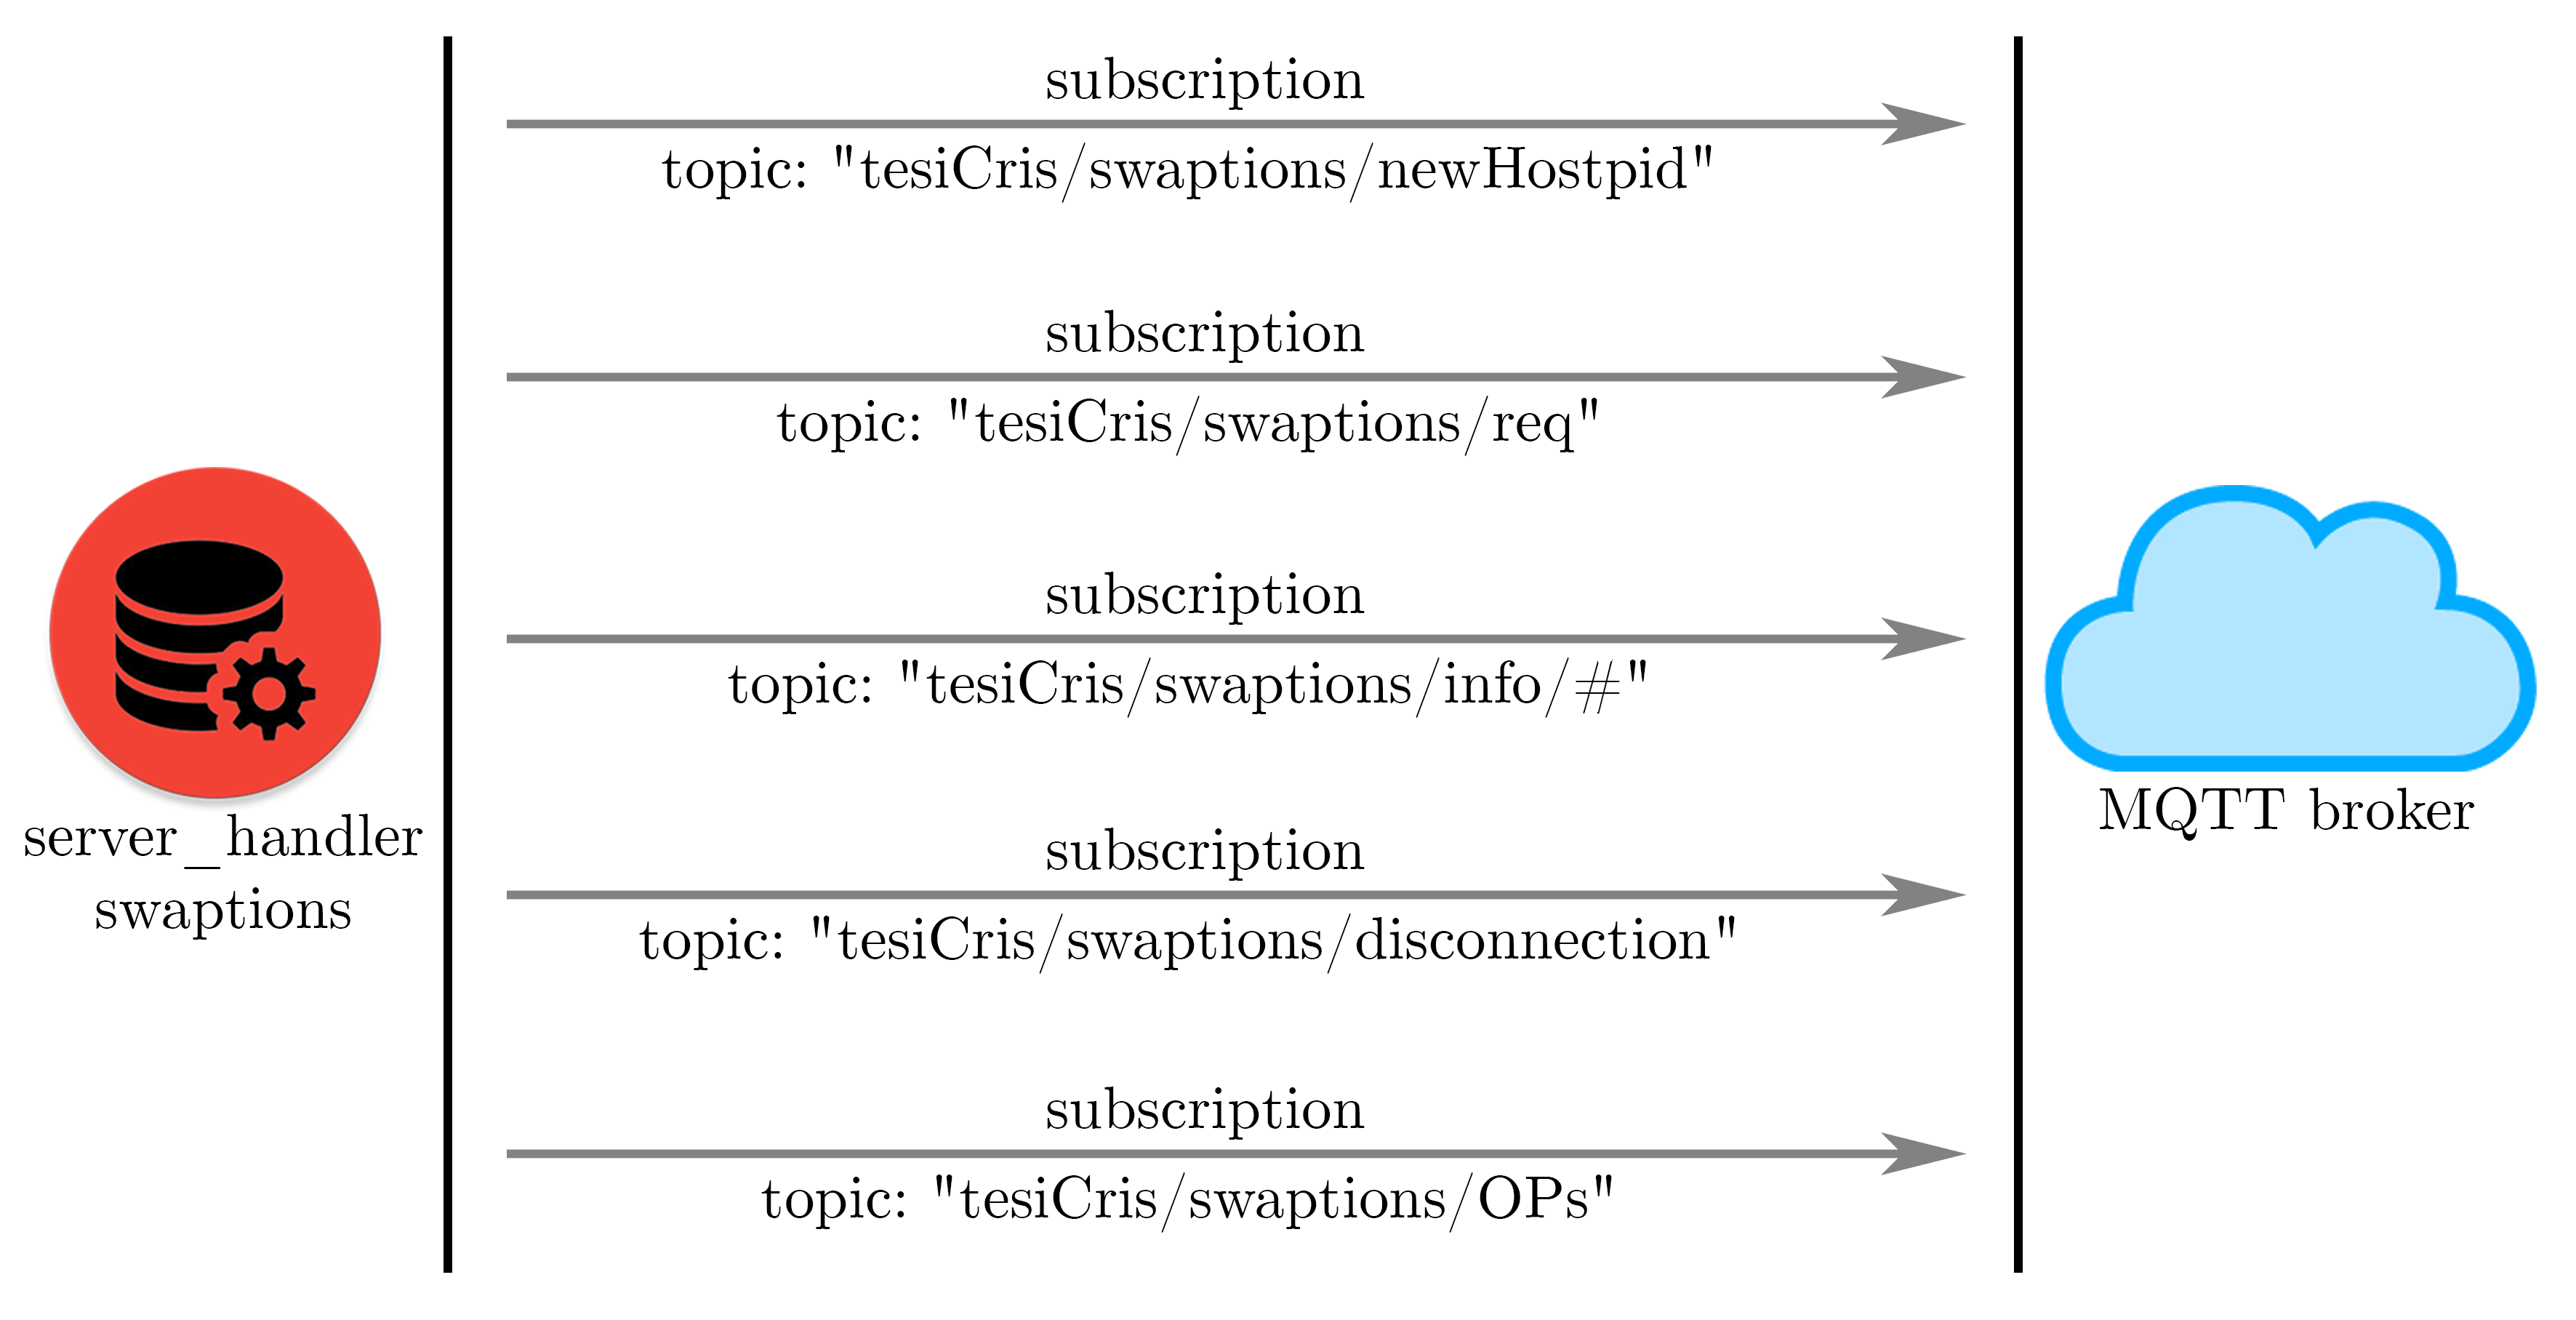 subscription
topic: "tesiCris/swaptions/newHostpid"
subscription
topic: "tesiCris/swaptions/req"
subscription
topic: "tesiCris/swaptions/info/#"
server_handler
swaptions
MQTT broker
subscription
topic: "tesiCris/swaptions/disconnection"
subscription
topic: "tesiCris/swaptions/OPs"